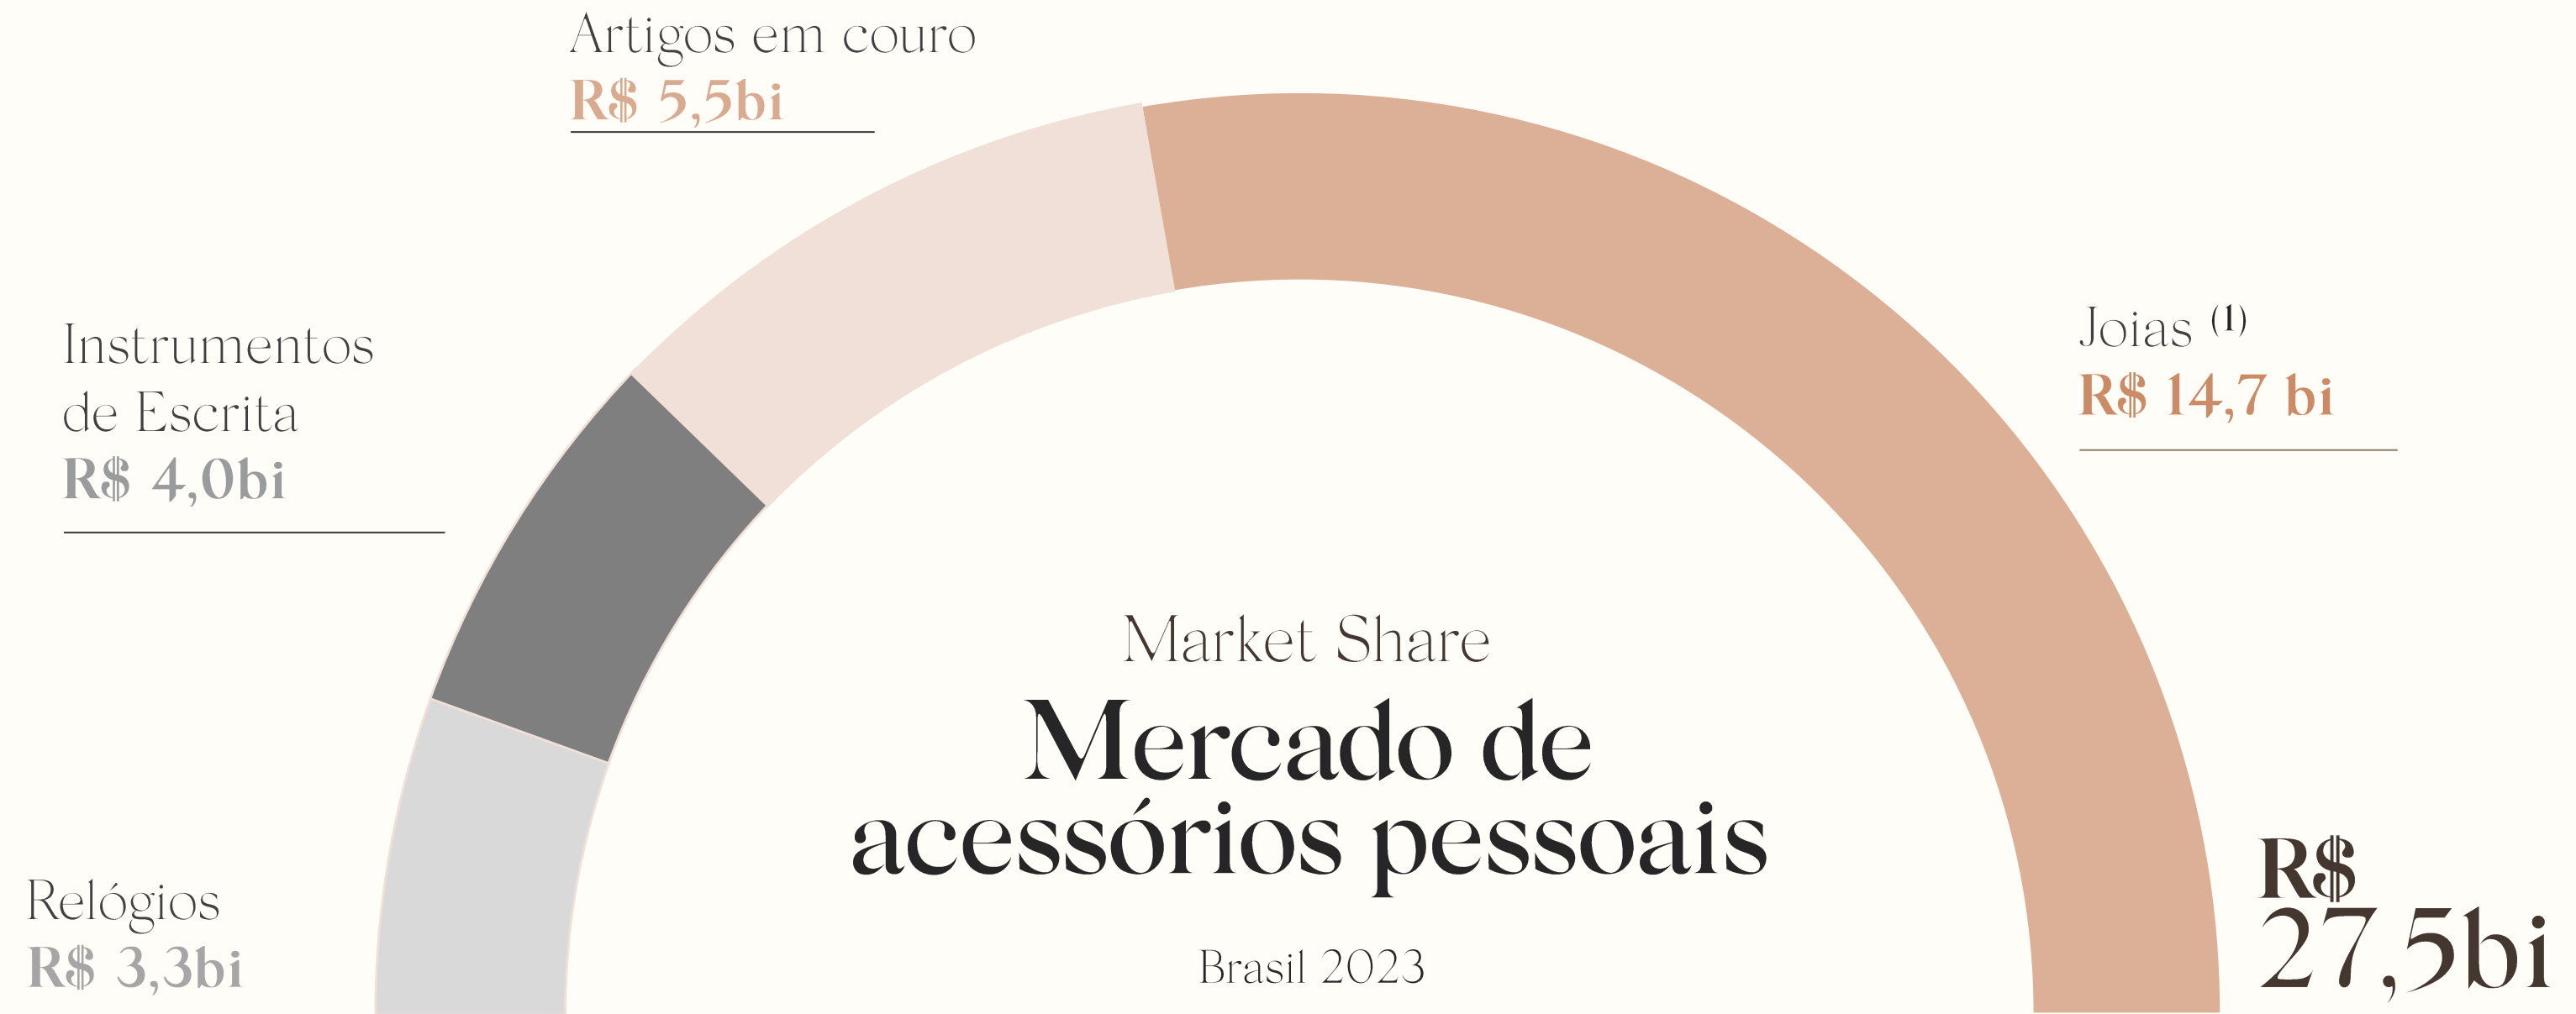 Artigos em couro
R$ 5,5bi
Instrumentos
de Escrita
R$ 4,0bi
Joias (1)
R$ 14,7 bi
Market Share
Mercado de
acessórios pessoais
Brasil 2023
Relógios
R$ 3,3bi
R$
27,5bi